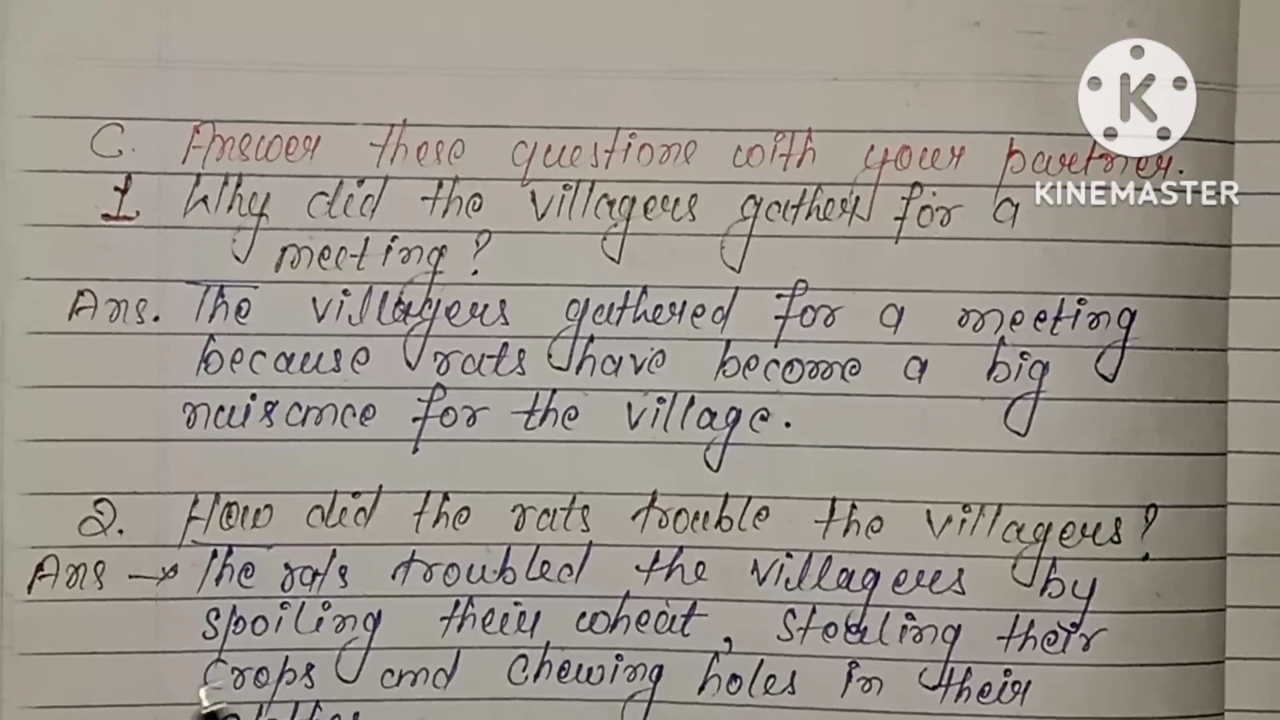 K
KINEMASTER
C. Answer these questions with your partner.
1. Why did the villagers gather for a
meeting?
Ans. The villagers gathered for a meeting
because rats have become a big
nuisance for the village.
2. How did the rats trouble the villagers?
Ans → The rats troubled the villagers by
spoiling their wheat, stealing their
crops and chewing holes in their